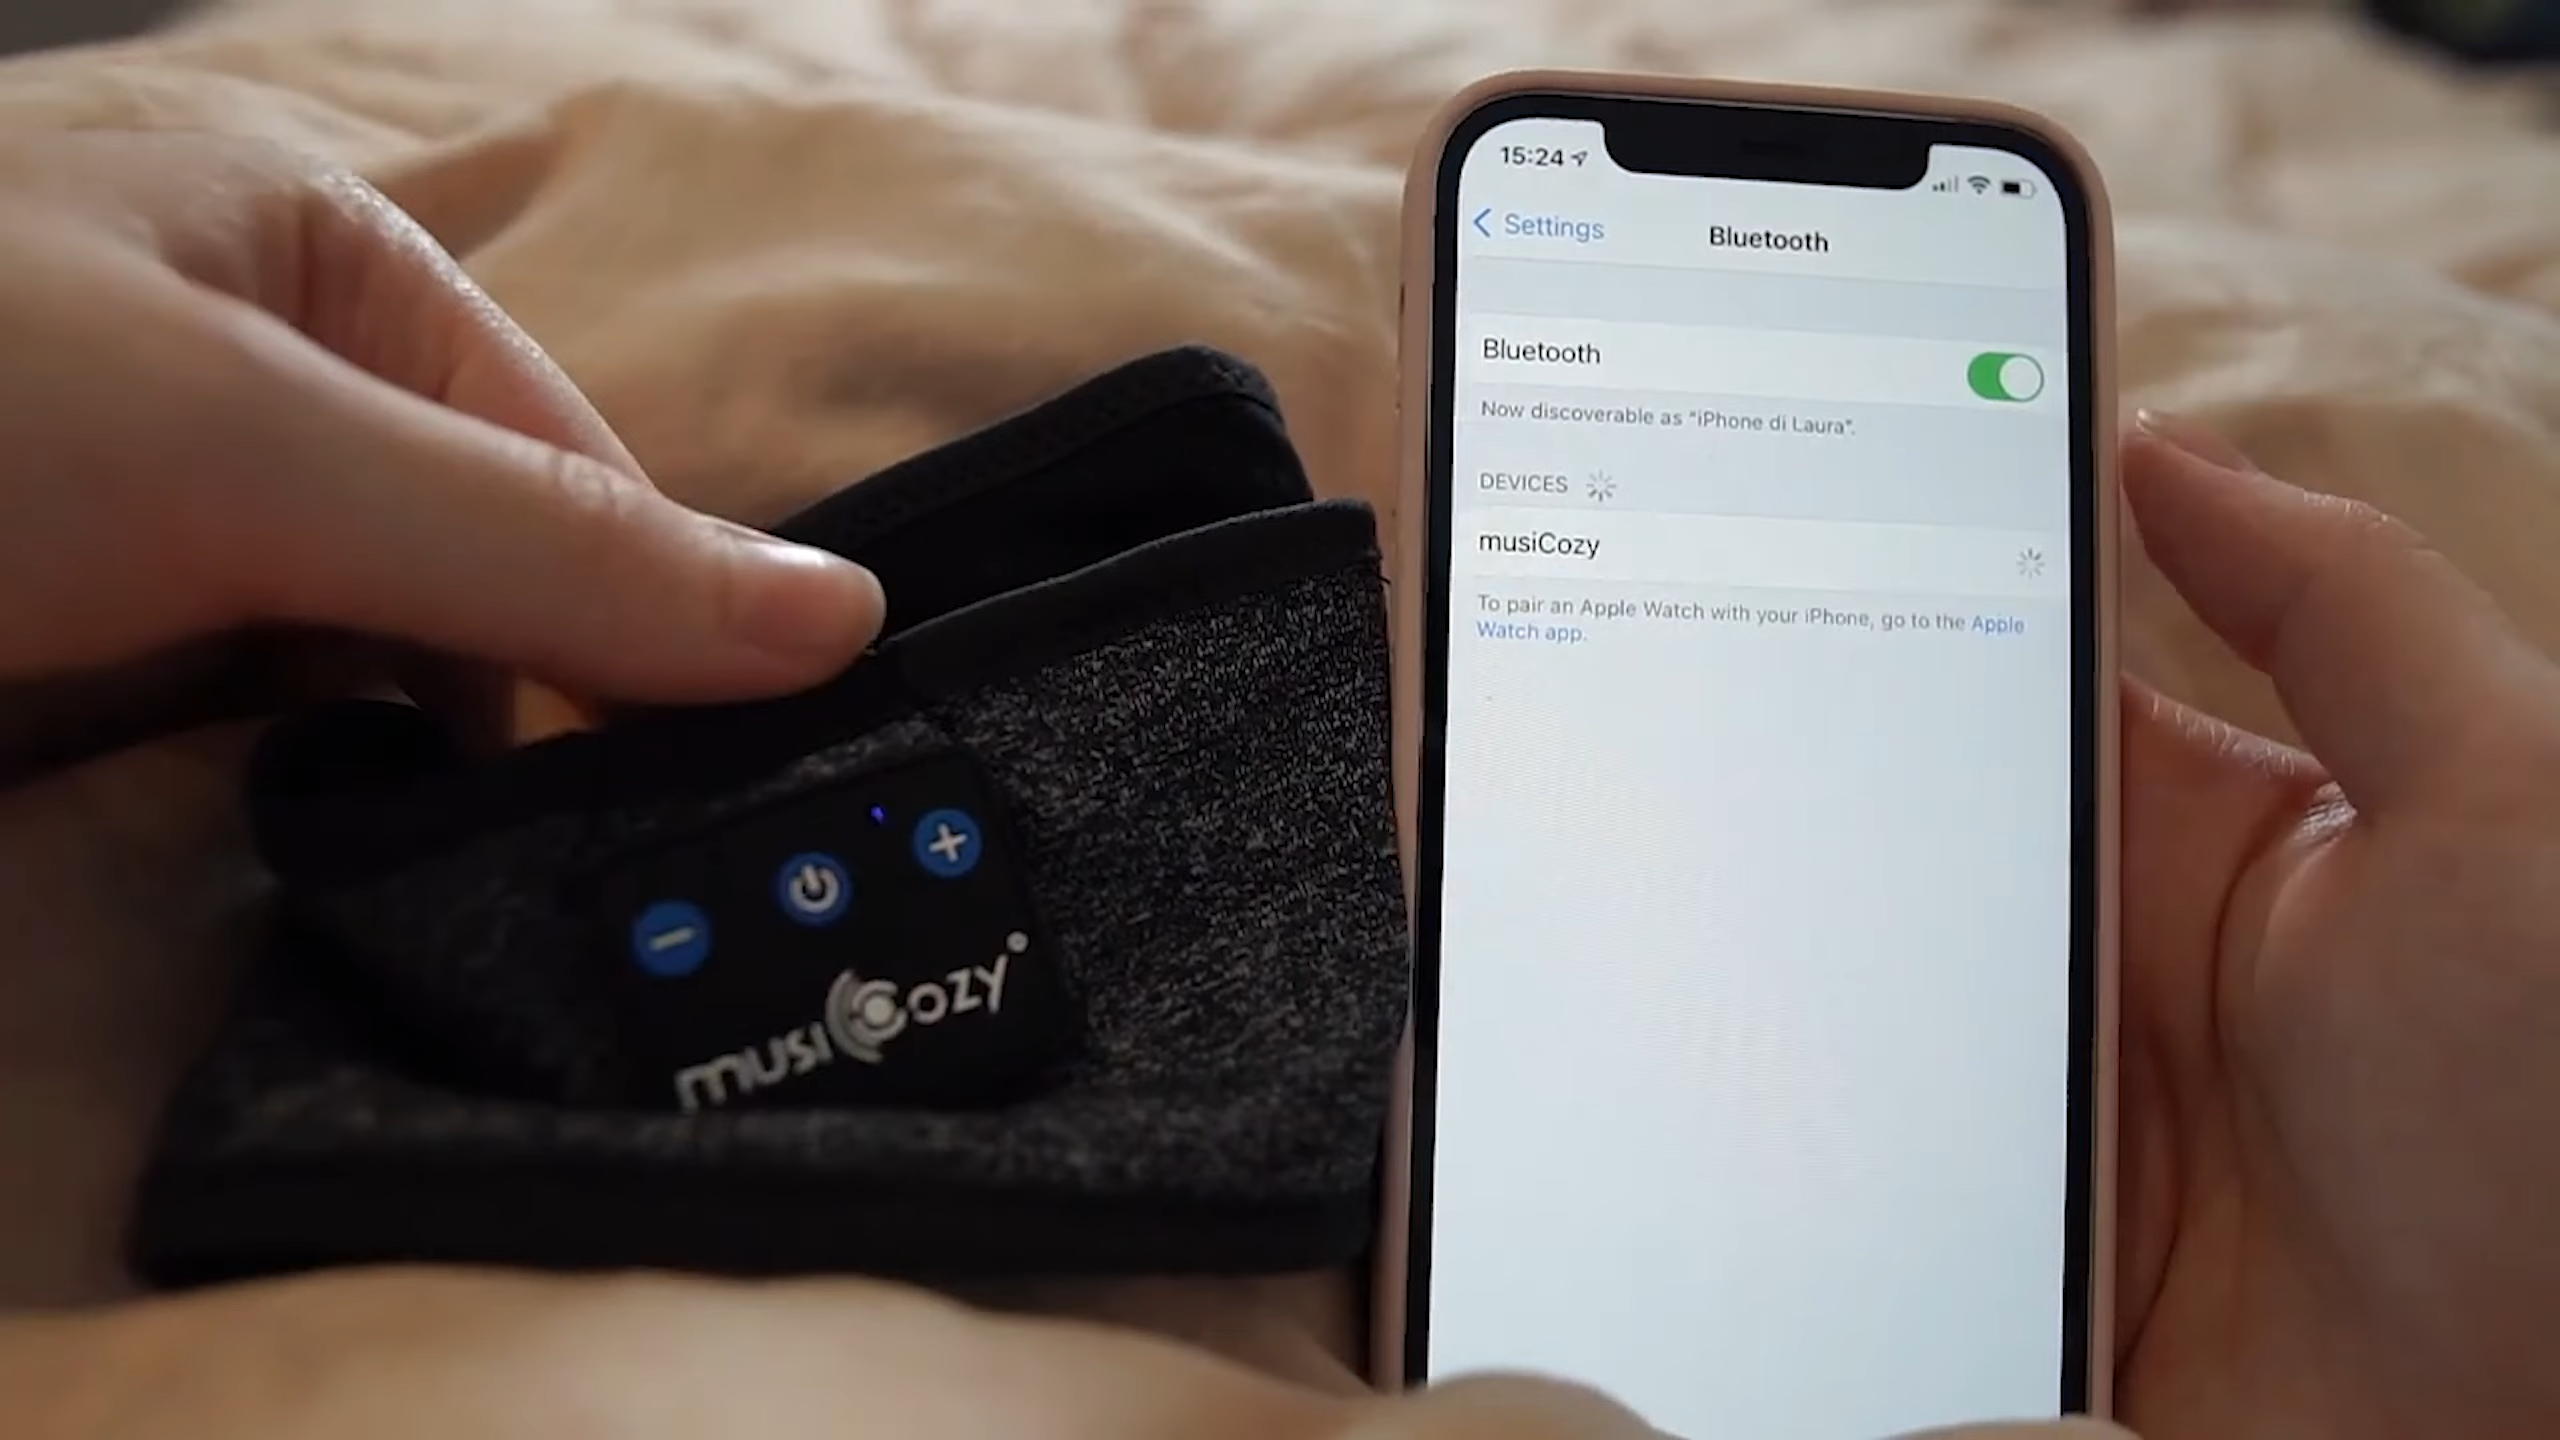 15:24
Settings
Bluetooth
Bluetooth
Now discoverable as "iPhone di Laura".
DEVICES
musiCozy
To pair an Apple Watch with your iPhone, go to the Apple
Watch app.
musiCozy